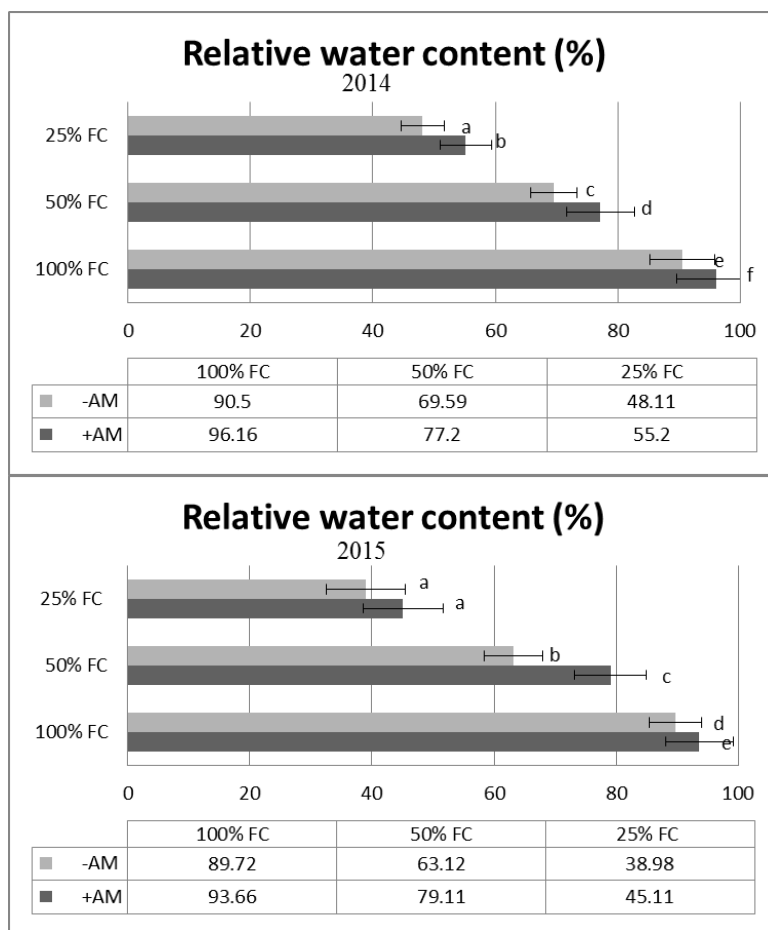 Relative water content (%)
2014
25% FC
a
b
50% FC
c
d
100% FC
e
f
0 20 40 60 80 100
100% FC 50% FC 25% FC
-AM 90.5 69.59 48.11
+AM 96.16 77.2 55.2
Relative water content (%)
2015
25% FC
a
a
50% FC
b
c
100% FC
d
e
0 20 40 60 80 100
100% FC 50% FC 25% FC
-AM 89.72 63.12 38.98
+AM 93.66 79.11 45.11